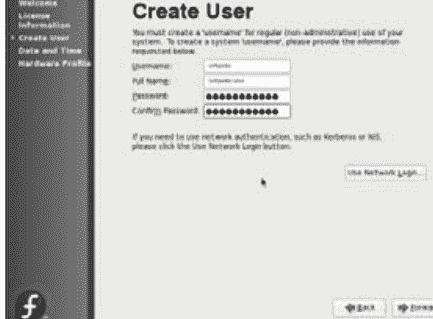 Welcome
License
Information
Create User
Date and Time
Hardware Profile
Create User
You must create a 'username' for regular (non-administrative) use of your
system. To create a system 'username', please provide the information
requested below.
Username:
Full Name:
Password:
Confirm Password:
If you need to use network authentication, such as Kerberos or NIS,
please click the Use Network Login button.
Use Network Login...
Back
Forwar